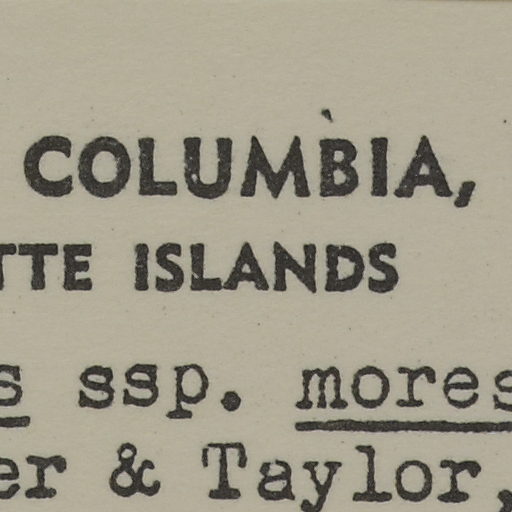 COLUMBIA,
TTE ISLANDS
s ssp. mores
er & Taylor,